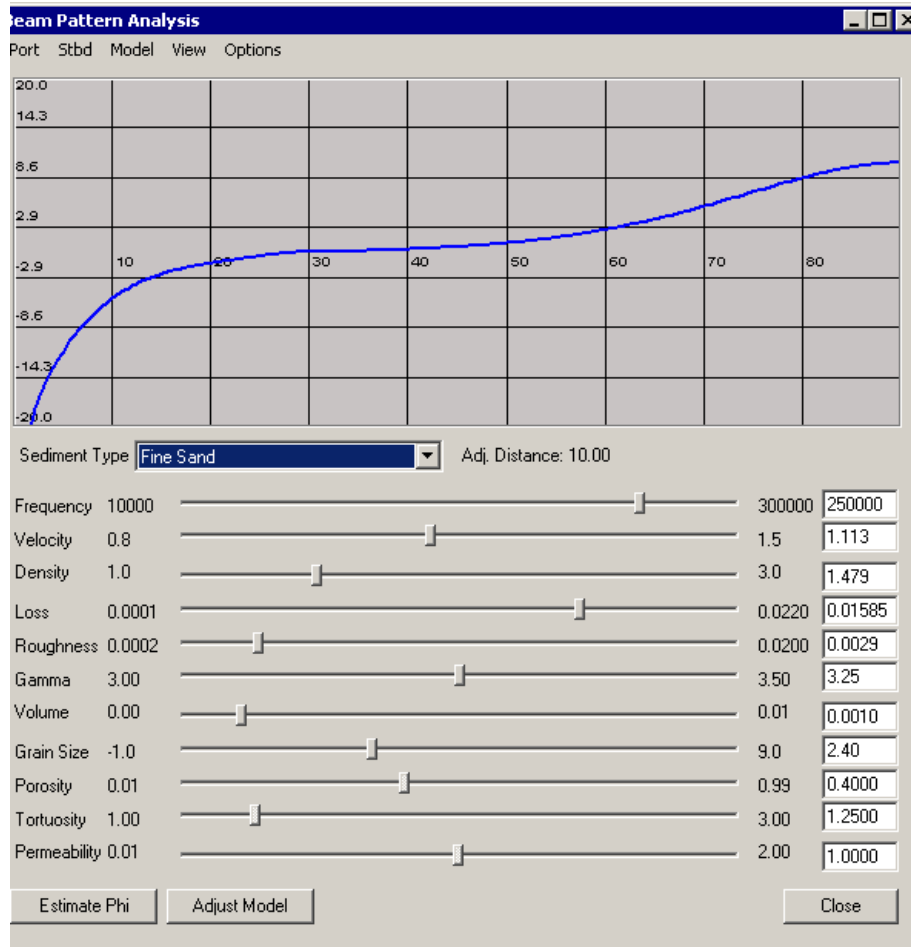 Beam Pattern Analysis
Port Stbd Model View Options
20.0
14.3
8.6
2.9
-2.9 10 20 30 40 50 60 70 80
-8.6
-14.3
-20.0
Sediment Type Fine Sand Adj. Distance: 10.00
Frequency 10000 300000 250000
Velocity 0.8 1.5 1.113
Density 1.0 3.0 1.479
Loss 0.0001 0.0220 0.01585
Roughness 0.0002 0.0200 0.0029
Gamma 3.00 3.50 3.25
Volume 0.00 0.01 0.0010
Grain Size -1.0 9.0 2.40
Porosity 0.01 0.99 0.4000
Tortuosity 1.00 3.00 1.2500
Permeability 0.01 2.00 1.0000
Estimate Phi Adjust Model Close